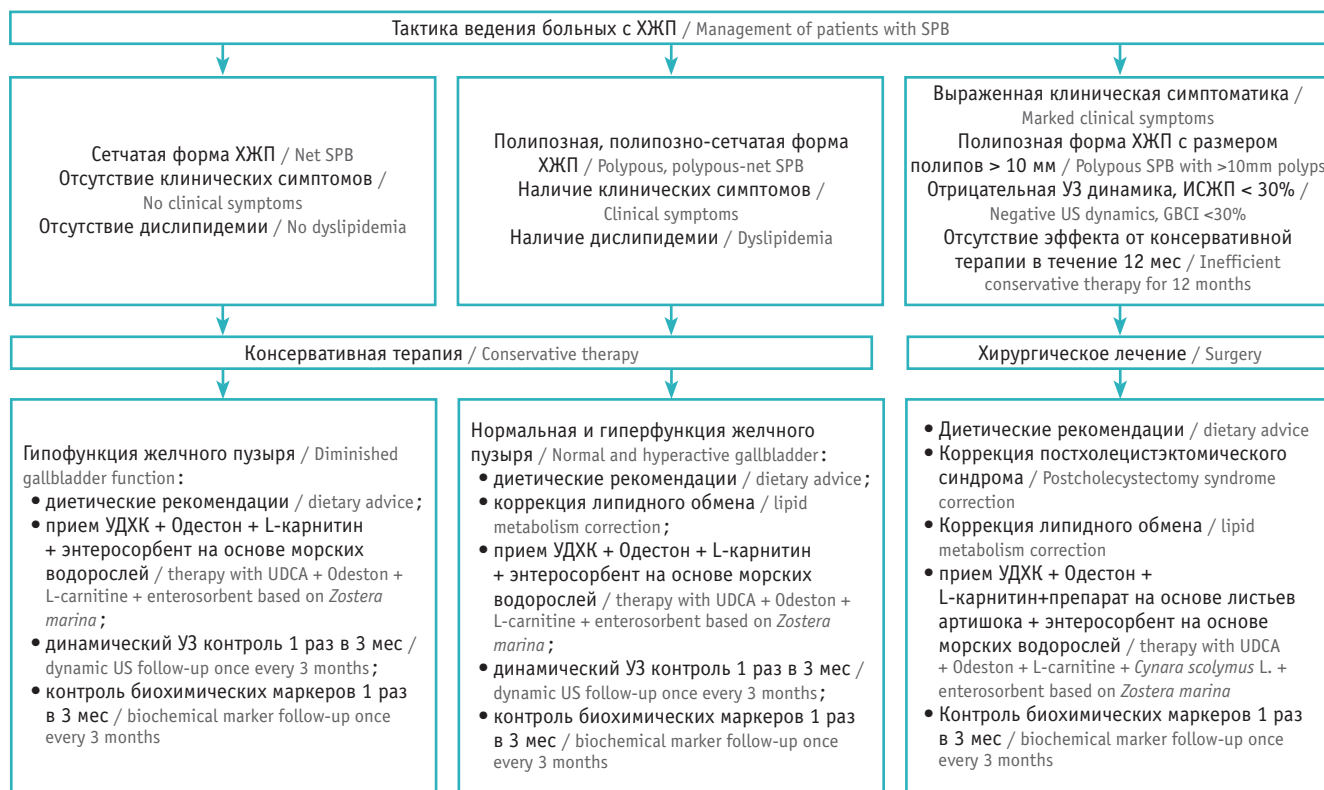 Тактика ведения больных с ХЖП / Management of patients with SPB
Сетчатая форма ХЖП / Net SPB
Отсутствие клинических симптомов /
No clinical symptoms
Отсутствие дислипидемии / No dyslipidemia
Полипозная, полипозно-сетчатая форма
ХЖП / Polypous, polypous-net SPB
Наличие клинических симптомов /
Clinical symptoms
Наличие дислипидемии / Dyslipidemia
Выраженная клиническая симптоматика /
Marked clinical symptoms
Полипозная форма ХЖП с размером
полипов > 10 мм / Polypous SPB with >10mm polyps
Отрицательная УЗ динамика, ИСЖП < 30% /
Negative US dynamics, GBCI <30%
Отсутствие эффекта от консервативной
терапии в течение 12 мес / Inefficient
conservative therapy for 12 months
Консервативная терапия / Conservative therapy
Хирургическое лечение / Surgery
Гипофункция желчного пузыря / Diminished
gallbladder function:
• диетические рекомендации / dietary advice;
• прием УДХК + Одестон + L-карнитин
+ энтеросорбент на основе морских
водорослей / therapy with UDCA + Odeston +
L-carnitine + enterosorbent based on Zostera
marina;
• динамический УЗ контроль 1 раз в 3 мес /
dynamic US follow-up once every 3 months;
• контроль биохимических маркеров 1 раз
в 3 мес / biochemical marker follow-up once
every 3 months
Нормальная и гиперфункция желчного
пузыря / Normal and hyperactive gallbladder:
• диетические рекомендации / dietary advice;
• коррекция липидного обмена / lipid
metabolism correction;
• прием УДХК + Одестон + L-карнитин
+ энтеросорбент на основе морских
водорослей / therapy with UDCA + Odeston +
L-carnitine + enterosorbent based on Zostera
marina;
• динамический УЗ контроль 1 раз в 3 мес /
dynamic US follow-up once every 3 months;
• контроль биохимических маркеров 1 раз
в 3 мес / biochemical marker follow-up once
every 3 months
• Диетические рекомендации / dietary advice
• Коррекция постхолецистэктомического
синдрома / Postcholecystectomy syndrome
correction
• Коррекция липидного обмена / lipid
metabolism correction
• прием УДХК + Одестон +
L-карнитин+препарат на основе листьев
артишока + энтеросорбент на основе
морских водорослей / therapy with UDCA
+ Odeston + L-carnitine + Cynara scolymus L. +
enterosorbent based on Zostera marina
• Контроль биохимических маркеров 1 раз
в 3 мес / biochemical marker follow-up once
every 3 months